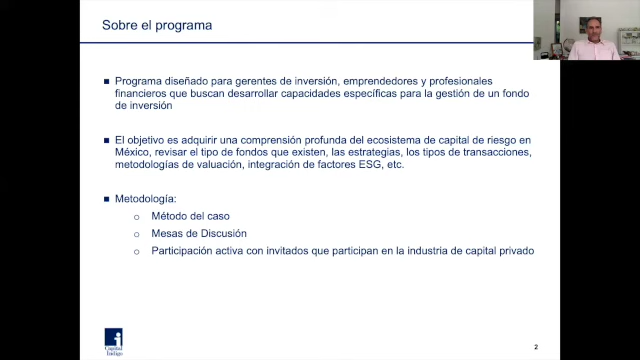 Sobre el programa
Programa diseñado para gerentes de inversión, emprendedores y profesionales
financieros que buscan desarrollar capacidades específicas para la gestión de un fondo
de inversión
El objetivo es adquirir una comprensión profunda del ecosistema de capital de riesgo en
México, revisar el tipo de fondos que existen, las estrategias, los tipos de transacciones,
metodologías de valuación, integración de factores ESG, etc.
Metodología:
Método del caso
Mesas de Discusión
Participación activa con invitados que participan en la industria de capital privado
Capital
Indigo
2